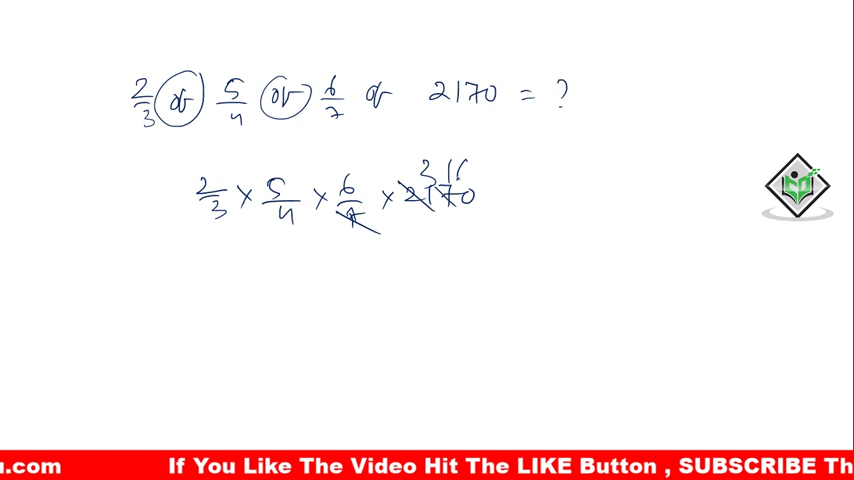 2/3 of 5/4 of 6/7 of 2170 = ?
31
2/3 × 5/4 × 6/7 × 2170
u.com If You Like The Video Hit The LIKE Button , SUBSCRIBE Th